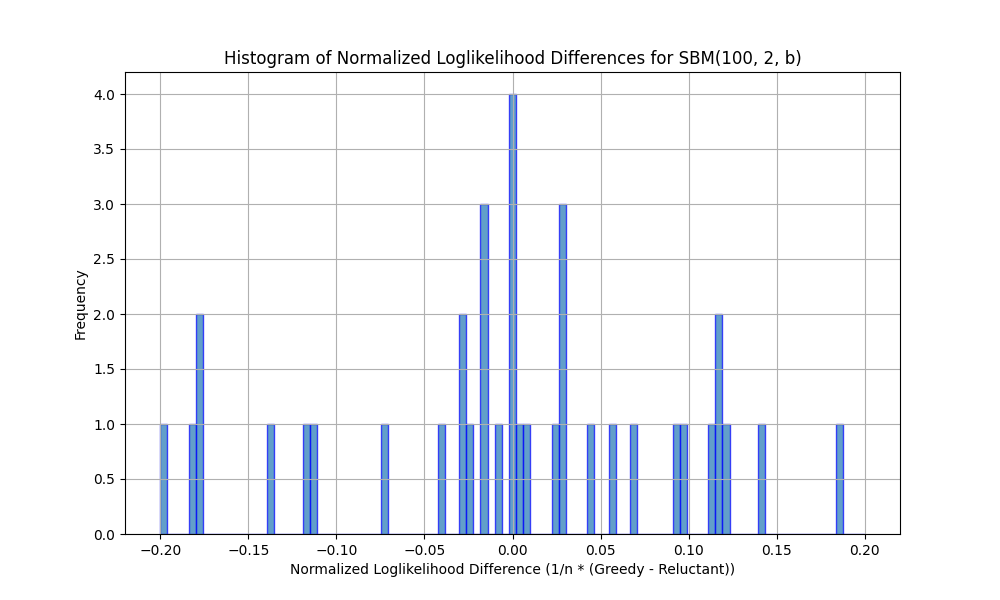 Histogram of Normalized Loglikelihood Differences for SBM(100, 2, b)
4.0
3.5
3.0
2.5
2.0
1.5
1.0
0.5
0.0
Frequency
−0.20 −0.15 −0.10 −0.05 0.00 0.05 0.10 0.15 0.20
Normalized Loglikelihood Difference (1/n * (Greedy - Reluctant))